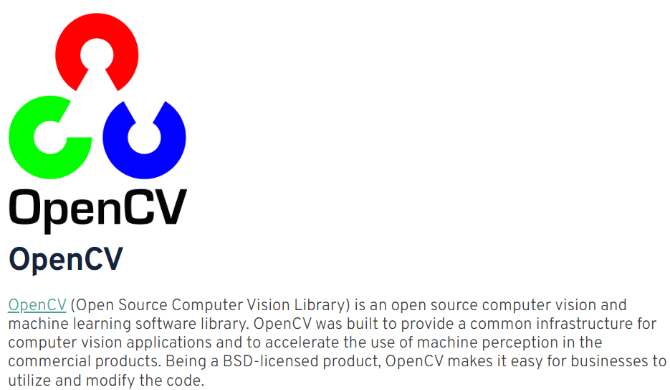 OpenCV
OpenCV
OpenCV (Open Source Computer Vision Library) is an open source computer vision and
machine learning software library. OpenCV was built to provide a common infrastructure for
computer vision applications and to accelerate the use of machine perception in the
commercial products. Being a BSD-licensed product, OpenCV makes it easy for businesses to
utilize and modify the code.